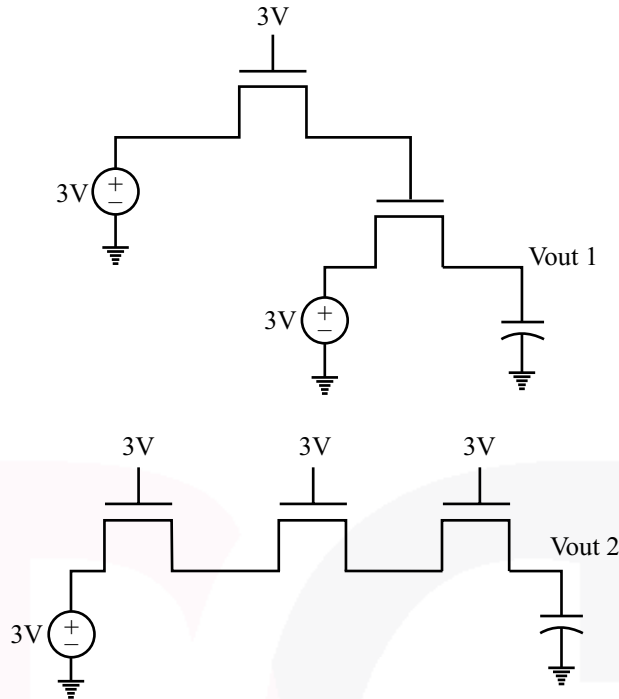 3V
3V + −
Vout 1
3V + −
3V 3V 3V
Vout 2
3V + −